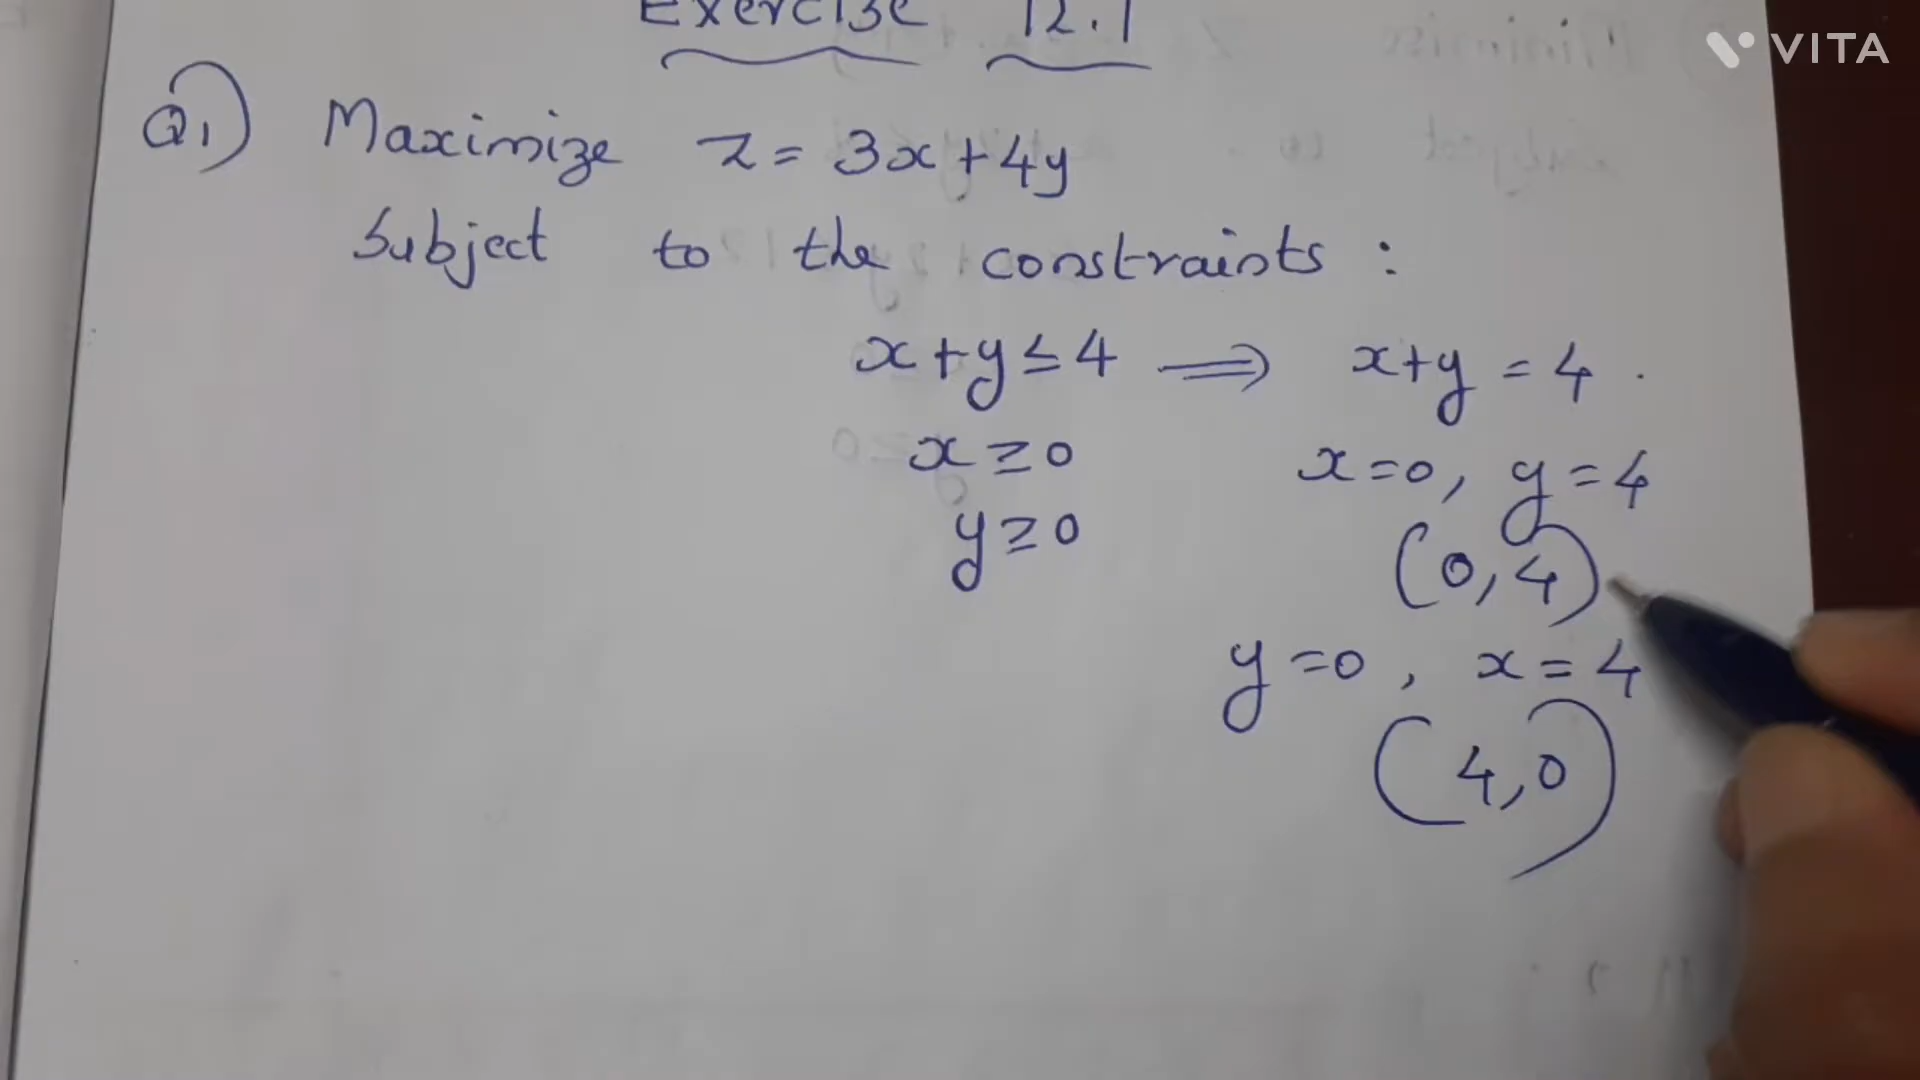 Exercise 12.1
VITA
Q1) Maximize Z = 3x + 4y
Subject to the constraints :
x + y ≤ 4 ⟹ x + y = 4 .
x ≥ 0 x = 0, y = 4
y ≥ 0 (0, 4)
y = 0 , x = 4
(4, 0)